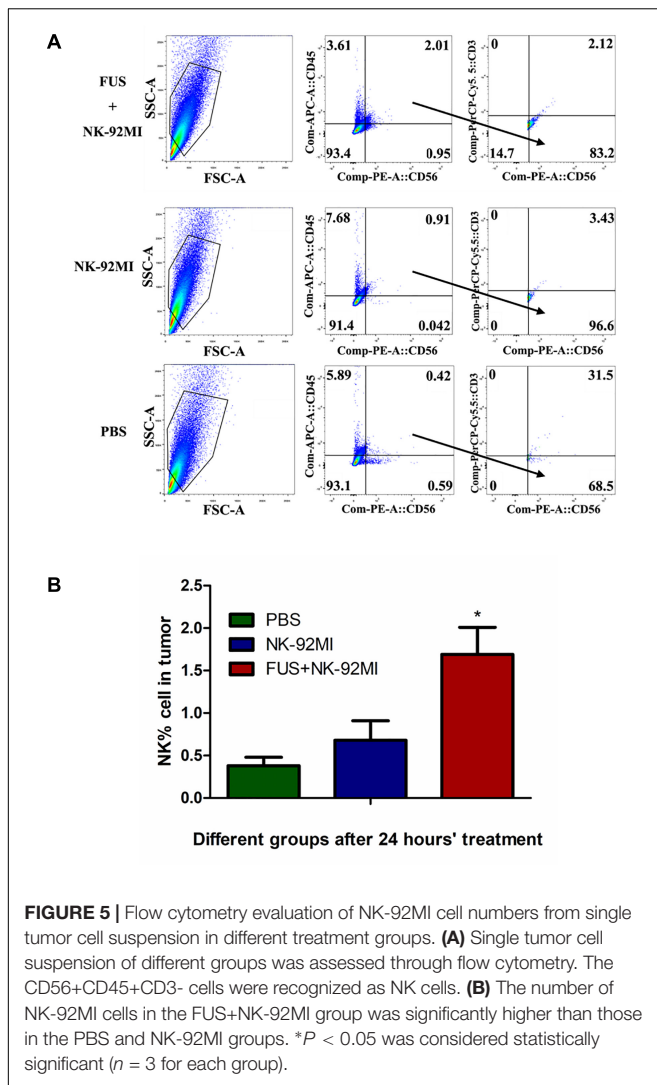 A
FUS
+
NK-92MI
SSC-A
FSC-A
Com-APC-A::CD45
3.61 2.01
93.4 0.95
Comp-PE-A::CD56
Comp-PerCP-Cy5. 5::CD3
0 2.12
14.7 83.2
Comp-PE-A::CD56
NK-92MI
SSC-A
FSC-A
Com-APC-A::CD45
7.68 0.91
91.4 0.042
Comp-PE-A::CD56
Comp-PerCP-Cy5.5::CD3
0 3.43
0 96.6
Comp-PE-A::CD56
PBS
SSC-A
FSC-A
Com-APC-A::CD45
5.89 0.42
93.1 0.59
Com-PE-A::CD56
Comp-PerCP-Cy5.5::CD3
0 31.5
0 68.5
Com-PE-A::CD56
B
NK% cell in tumor
2.5
2.0
1.5
1.0
0.5
0.0
PBS
NK-92MI
FUS+NK-92MI
*
Different groups after 24 hours' treatment
FIGURE 5 | Flow cytometry evaluation of NK-92MI cell numbers from single
tumor cell suspension in different treatment groups. (A) Single tumor cell
suspension of different groups was assessed through flow cytometry. The
CD56+CD45+CD3- cells were recognized as NK cells. (B) The number of
NK-92MI cells in the FUS+NK-92MI group was significantly higher than those
in the PBS and NK-92MI groups. *P < 0.05 was considered statistically
significant (n = 3 for each group).